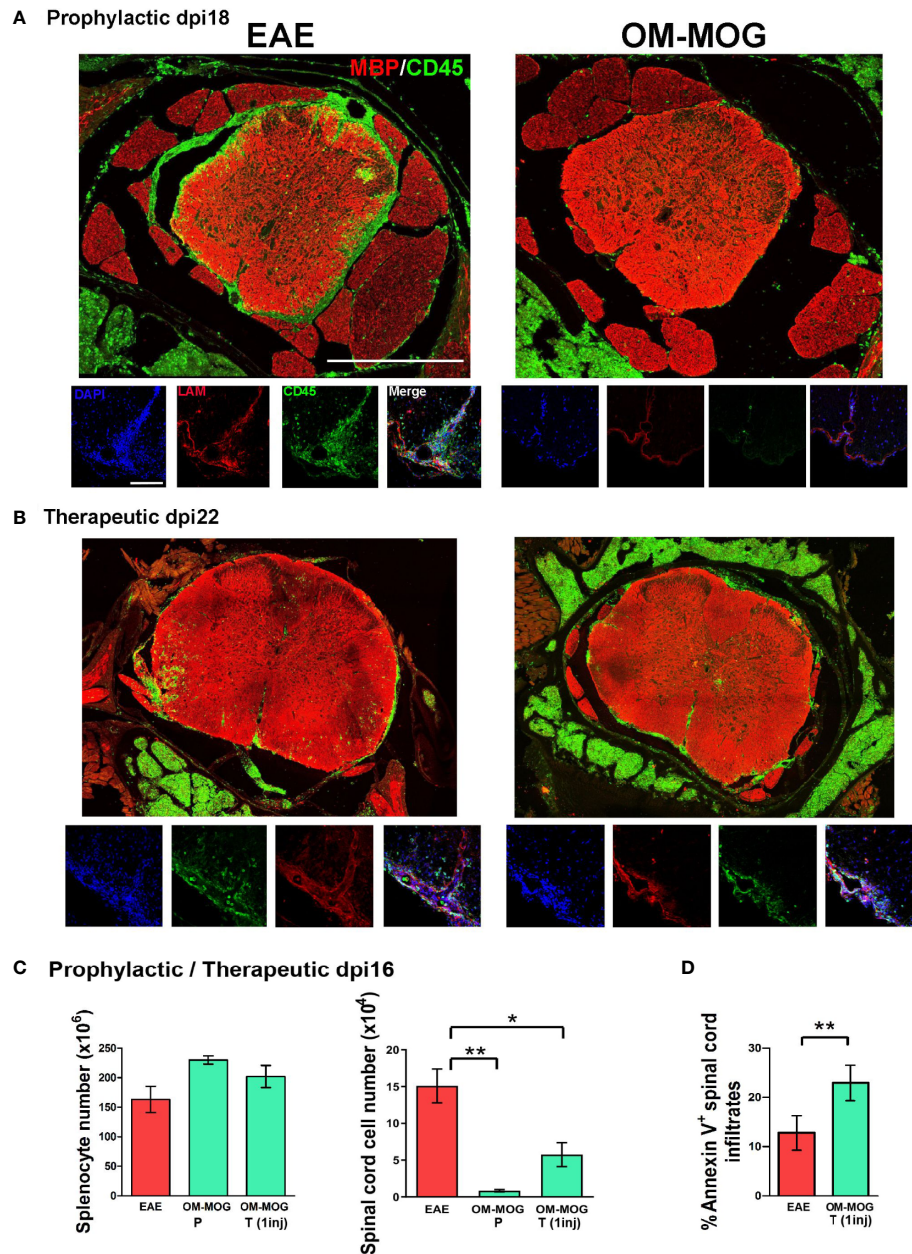 A Prophylactic dpi18
EAE
OM-MOG
MBP/CD45
DAPI
LAM
CD45
Merge
B Therapeutic dpi22
C Prophylactic / Therapeutic dpi16
D
Splenocyte number (x10⁶)
250
200
150
100
50
0
EAE
OM-MOG P
OM-MOG T (1inj)
Spinal cord cell number (x10⁴)
20
15
10
5
0
*
**
EAE
OM-MOG P
OM-MOG T (1inj)
% Annexin V⁺ spinal cord infiltrates
30
20
10
0
**
EAE
OM-MOG T (1inj)